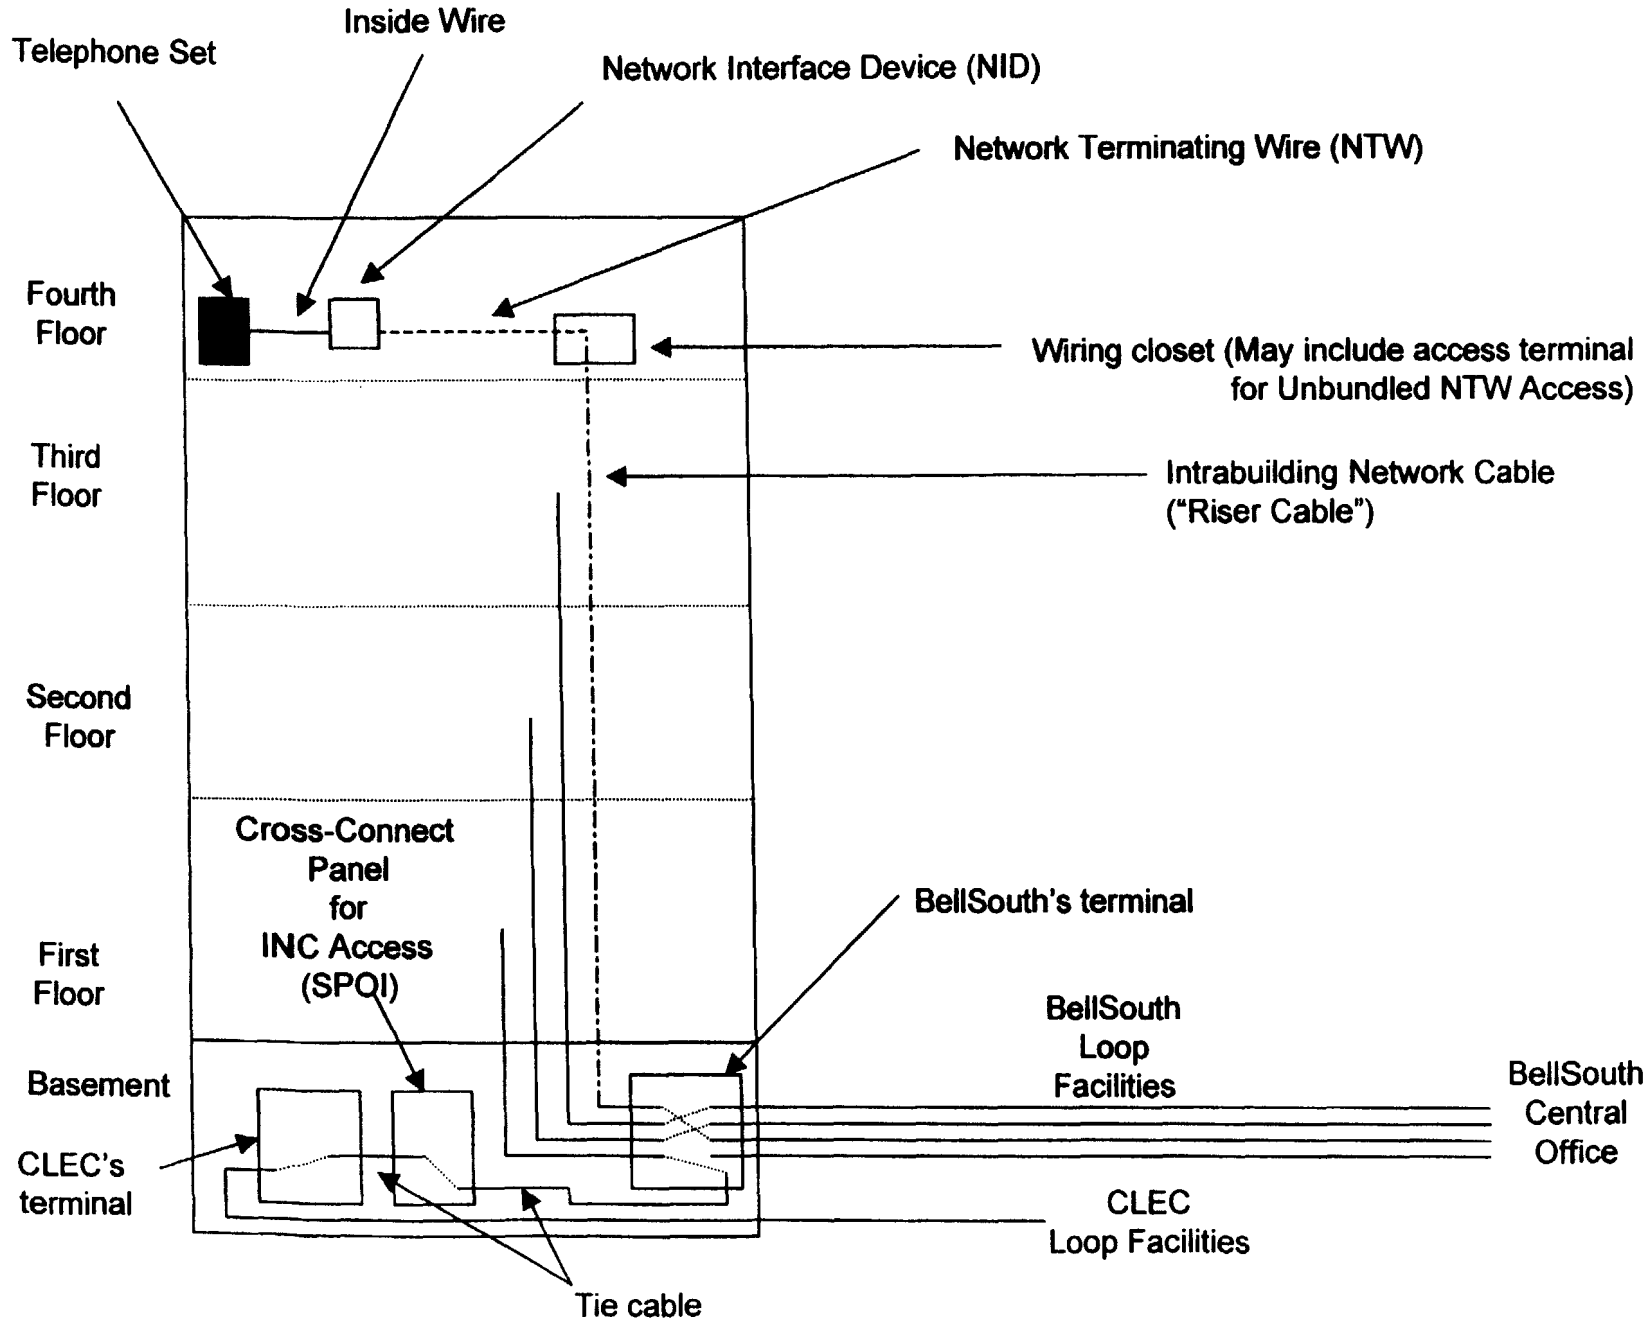 Inside Wire
Telephone Set
Network Interface Device (NID)
Network Terminating Wire (NTW)
Fourth
Floor
Wiring closet (May include access terminal
for Unbundled NTW Access)
Third
Floor
Intrabuilding Network Cable
(“Riser Cable”)
Second
Floor
Cross-Connect
Panel
for
INC Access
(SPOI)
BellSouth's terminal
First
Floor
BellSouth
Loop
Facilities
Basement
BellSouth
Central
Office
CLEC's
terminal
CLEC
Loop Facilities
Tie cable